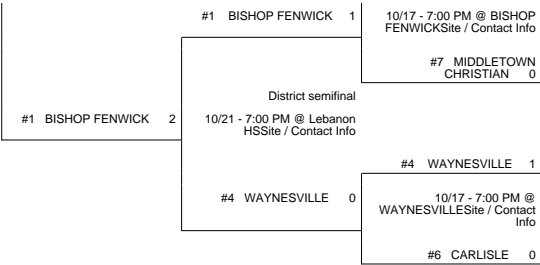 #1 BISHOP FENWICK 1
10/17 - 7:00 PM @ BISHOP
FENWICKSite / Contact Info
#7 MIDDLETOWN
CHRISTIAN 0
District semifinal
#1 BISHOP FENWICK 2
10/21 - 7:00 PM @ Lebanon
HSSite / Contact Info
#4 WAYNESVILLE 1
#4 WAYNESVILLE 0
10/17 - 7:00 PM @
WAYNESVILLESite / Contact
Info
#6 CARLISLE 0